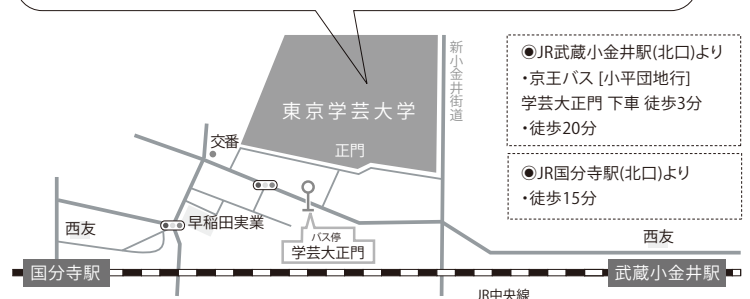 新小金井街道
東京学芸大学
正門
交番
早稲田実業
西友
バス停
学芸大正門
西友
国分寺駅
武蔵小金井駅
JR中央線
◉JR武蔵小金井駅(北口)より
・京王バス [小平団地行]
学芸大正門 下車 徒歩3分
・徒歩20分
◉JR国分寺駅(北口)より
・徒歩15分